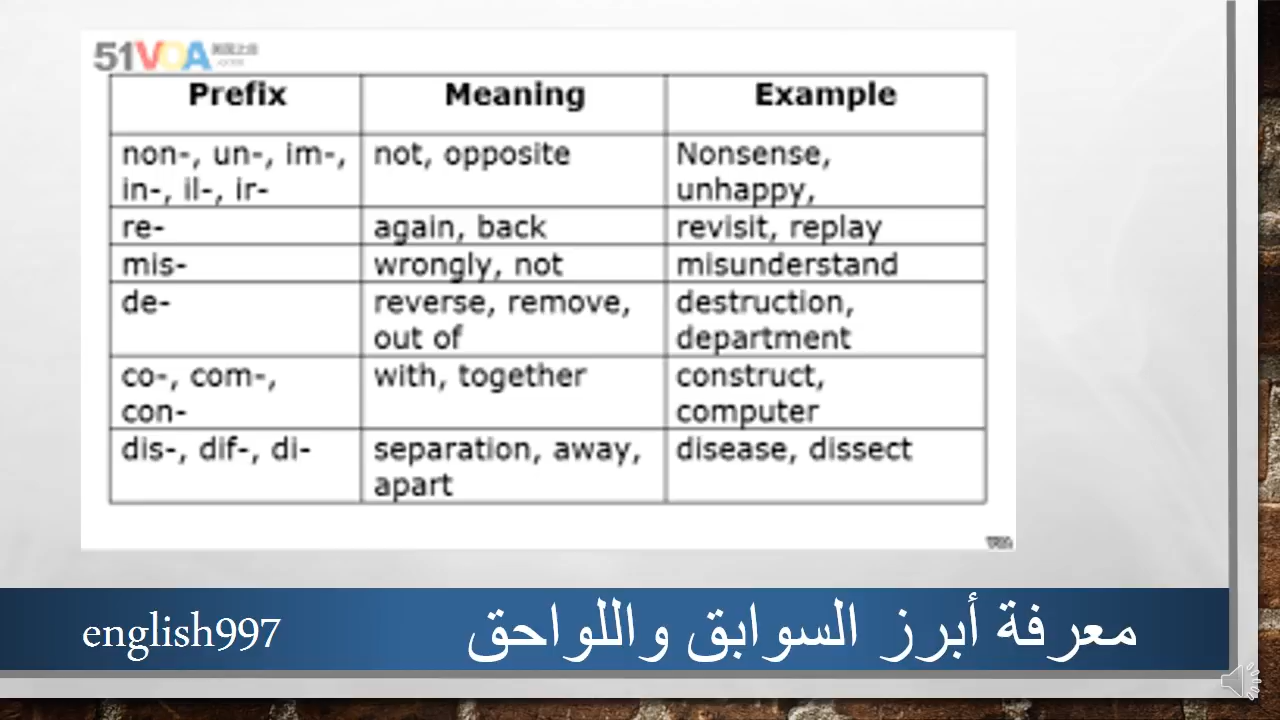 51VOA
Prefix Meaning Example
non-, un-, im-, not, opposite Nonsense,
in-, il-, ir- unhappy,
re- again, back revisit, replay
mis- wrongly, not misunderstand
de- reverse, remove, destruction,
out of department
co-, com-, with, together construct,
con- computer
dis-, dif-, di- separation, away, disease, dissect
apart
معرفة أبرز السوابق واللواحق
english997